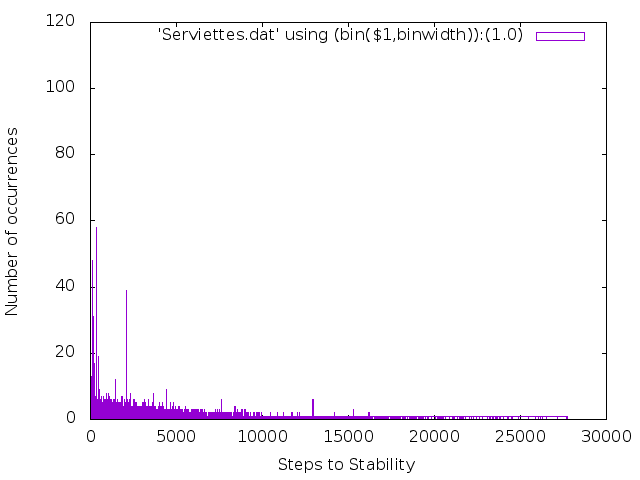 'Serviettes.dat' using (bin($1,binwidth)):(1.0)
120
100
80
60
40
20
0
Number of occurrences
0 5000 10000 15000 20000 25000 30000
Steps to Stability